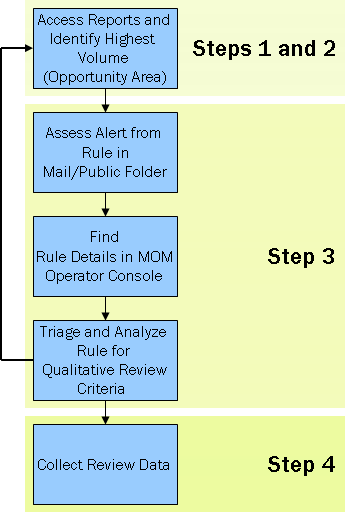 Access Reports and
Identify Highest
Volume
(Opportunity Area)
Steps 1 and 2
Assess Alert from
Rule in
Mail/Public Folder
Find
Rule Details in MOM
Operator Console
Step 3
Triage and Analyze
Rule for
Qualitative Review
Criteria
Collect Review Data
Step 4